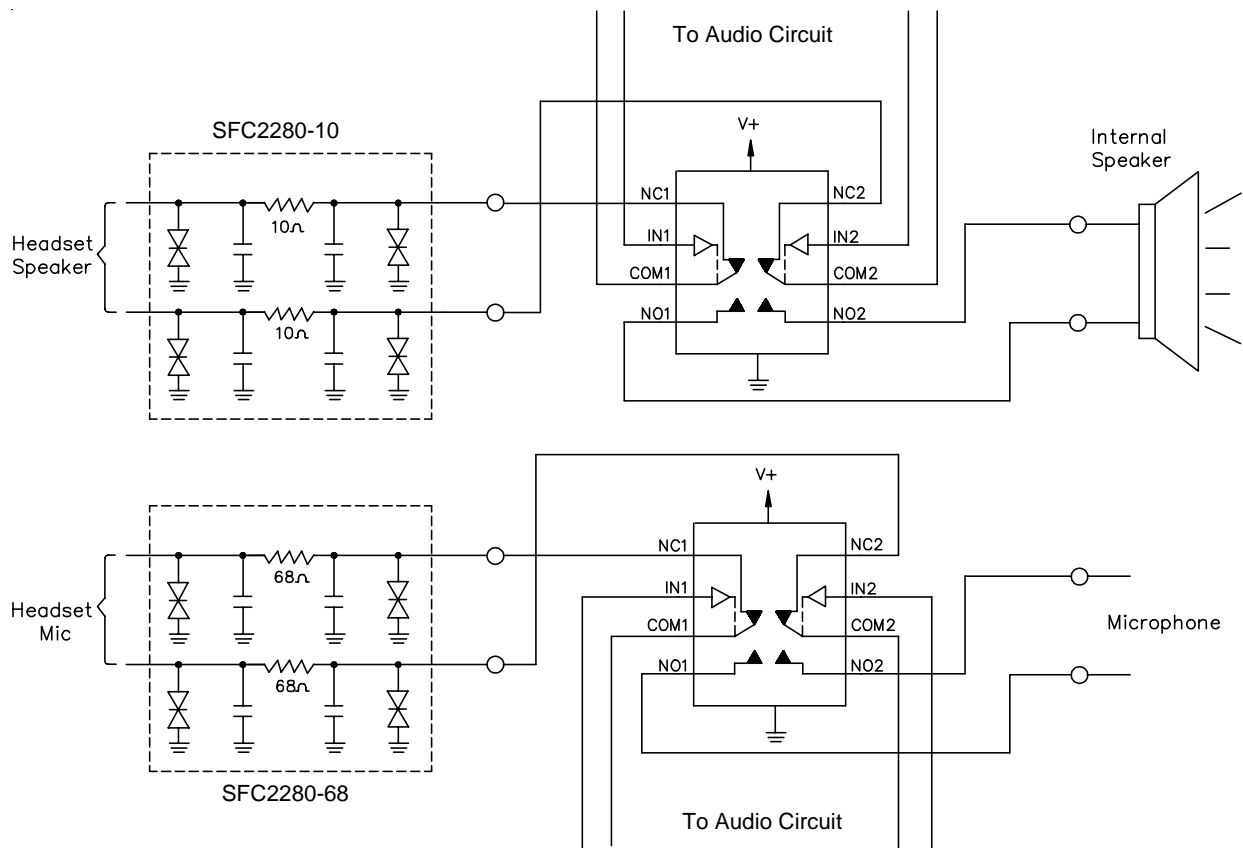 To Audio Circuit
SFC2280-10
V+
Internal
Speaker
NC1
NC2
10Ω
IN1
IN2
Headset
Speaker
COM1
COM2
NO1
NO2
10Ω
V+
NC1
NC2
68Ω
IN1
IN2
Headset
Mic
COM1
COM2
Microphone
NO1
NO2
68Ω
SFC2280-68
To Audio Circuit